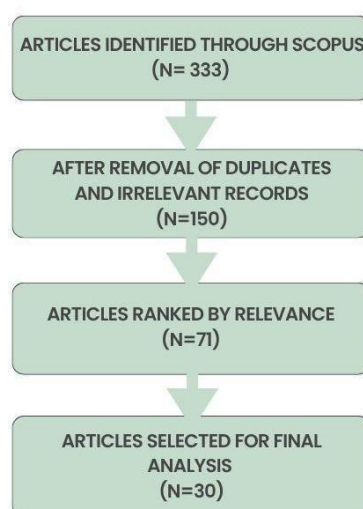 ARTICLES IDENTIFIED THROUGH SCOPUS
(N= 333)
AFTER REMOVAL OF DUPLICATES
AND IRRELEVANT RECORDS
(N=150)
ARTICLES RANKED BY RELEVANCE
(N=71)
ARTICLES SELECTED FOR FINAL
ANALYSIS
(N=30)